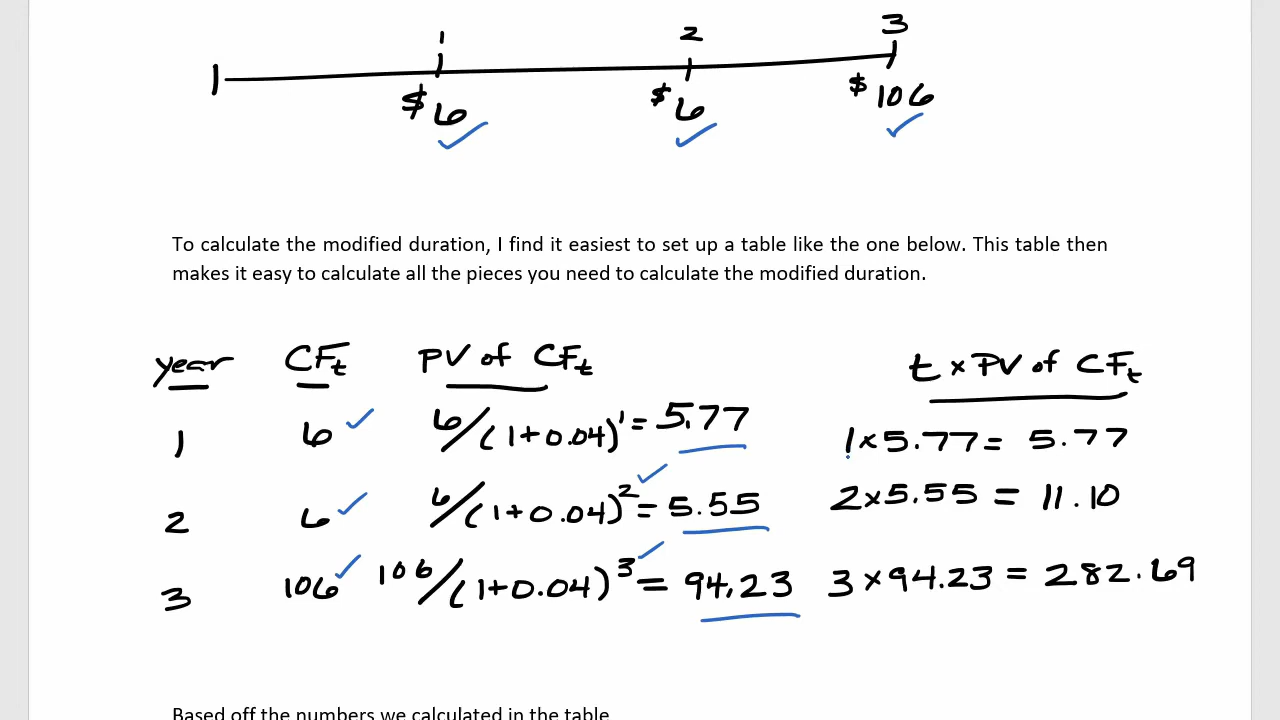 1 2 3
$6 $6 $106
To calculate the modified duration, I find it easiest to set up a table like the one below. This table then
makes it easy to calculate all the pieces you need to calculate the modified duration.
year CFt PV of CFt t × PV of CFt
1 6 6/(1+0.04)^1 = 5.77 1×5.77= 5.77
2 6 6/(1+0.04)^2 = 5.55 2×5.55 = 11.10
3 106 106/(1+0.04)^3 = 94.23 3×94.23 = 282.69
Based off the numbers we calculated in the table